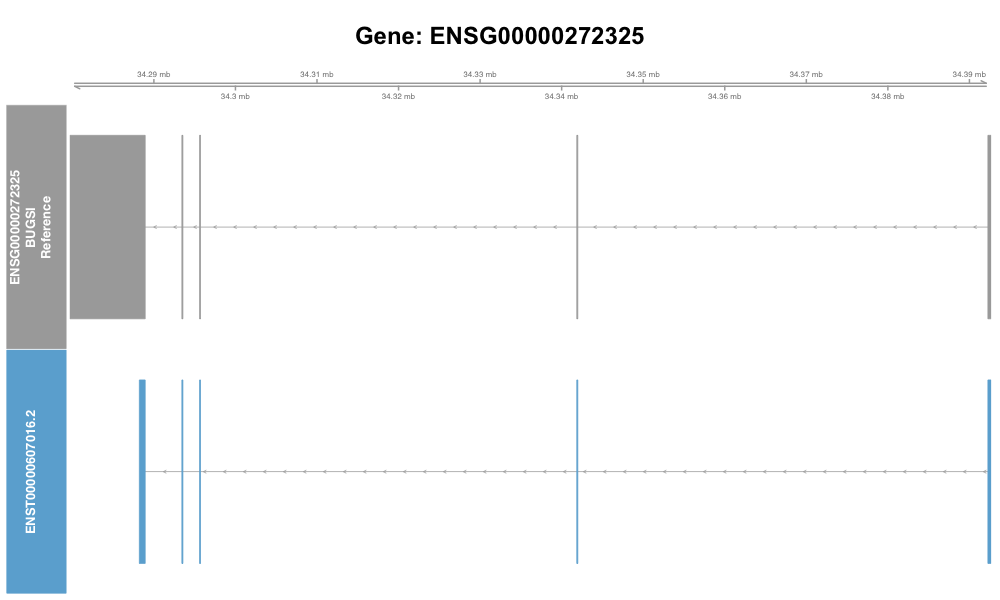 Gene: ENSG00000272325
34.29 mb
34.31 mb
34.33 mb
34.35 mb
34.37 mb
34.39 mb
34.3 mb
34.32 mb
34.34 mb
34.36 mb
34.38 mb
ENSG00000272325
BUGSI
Reference
ENST00000607016.2